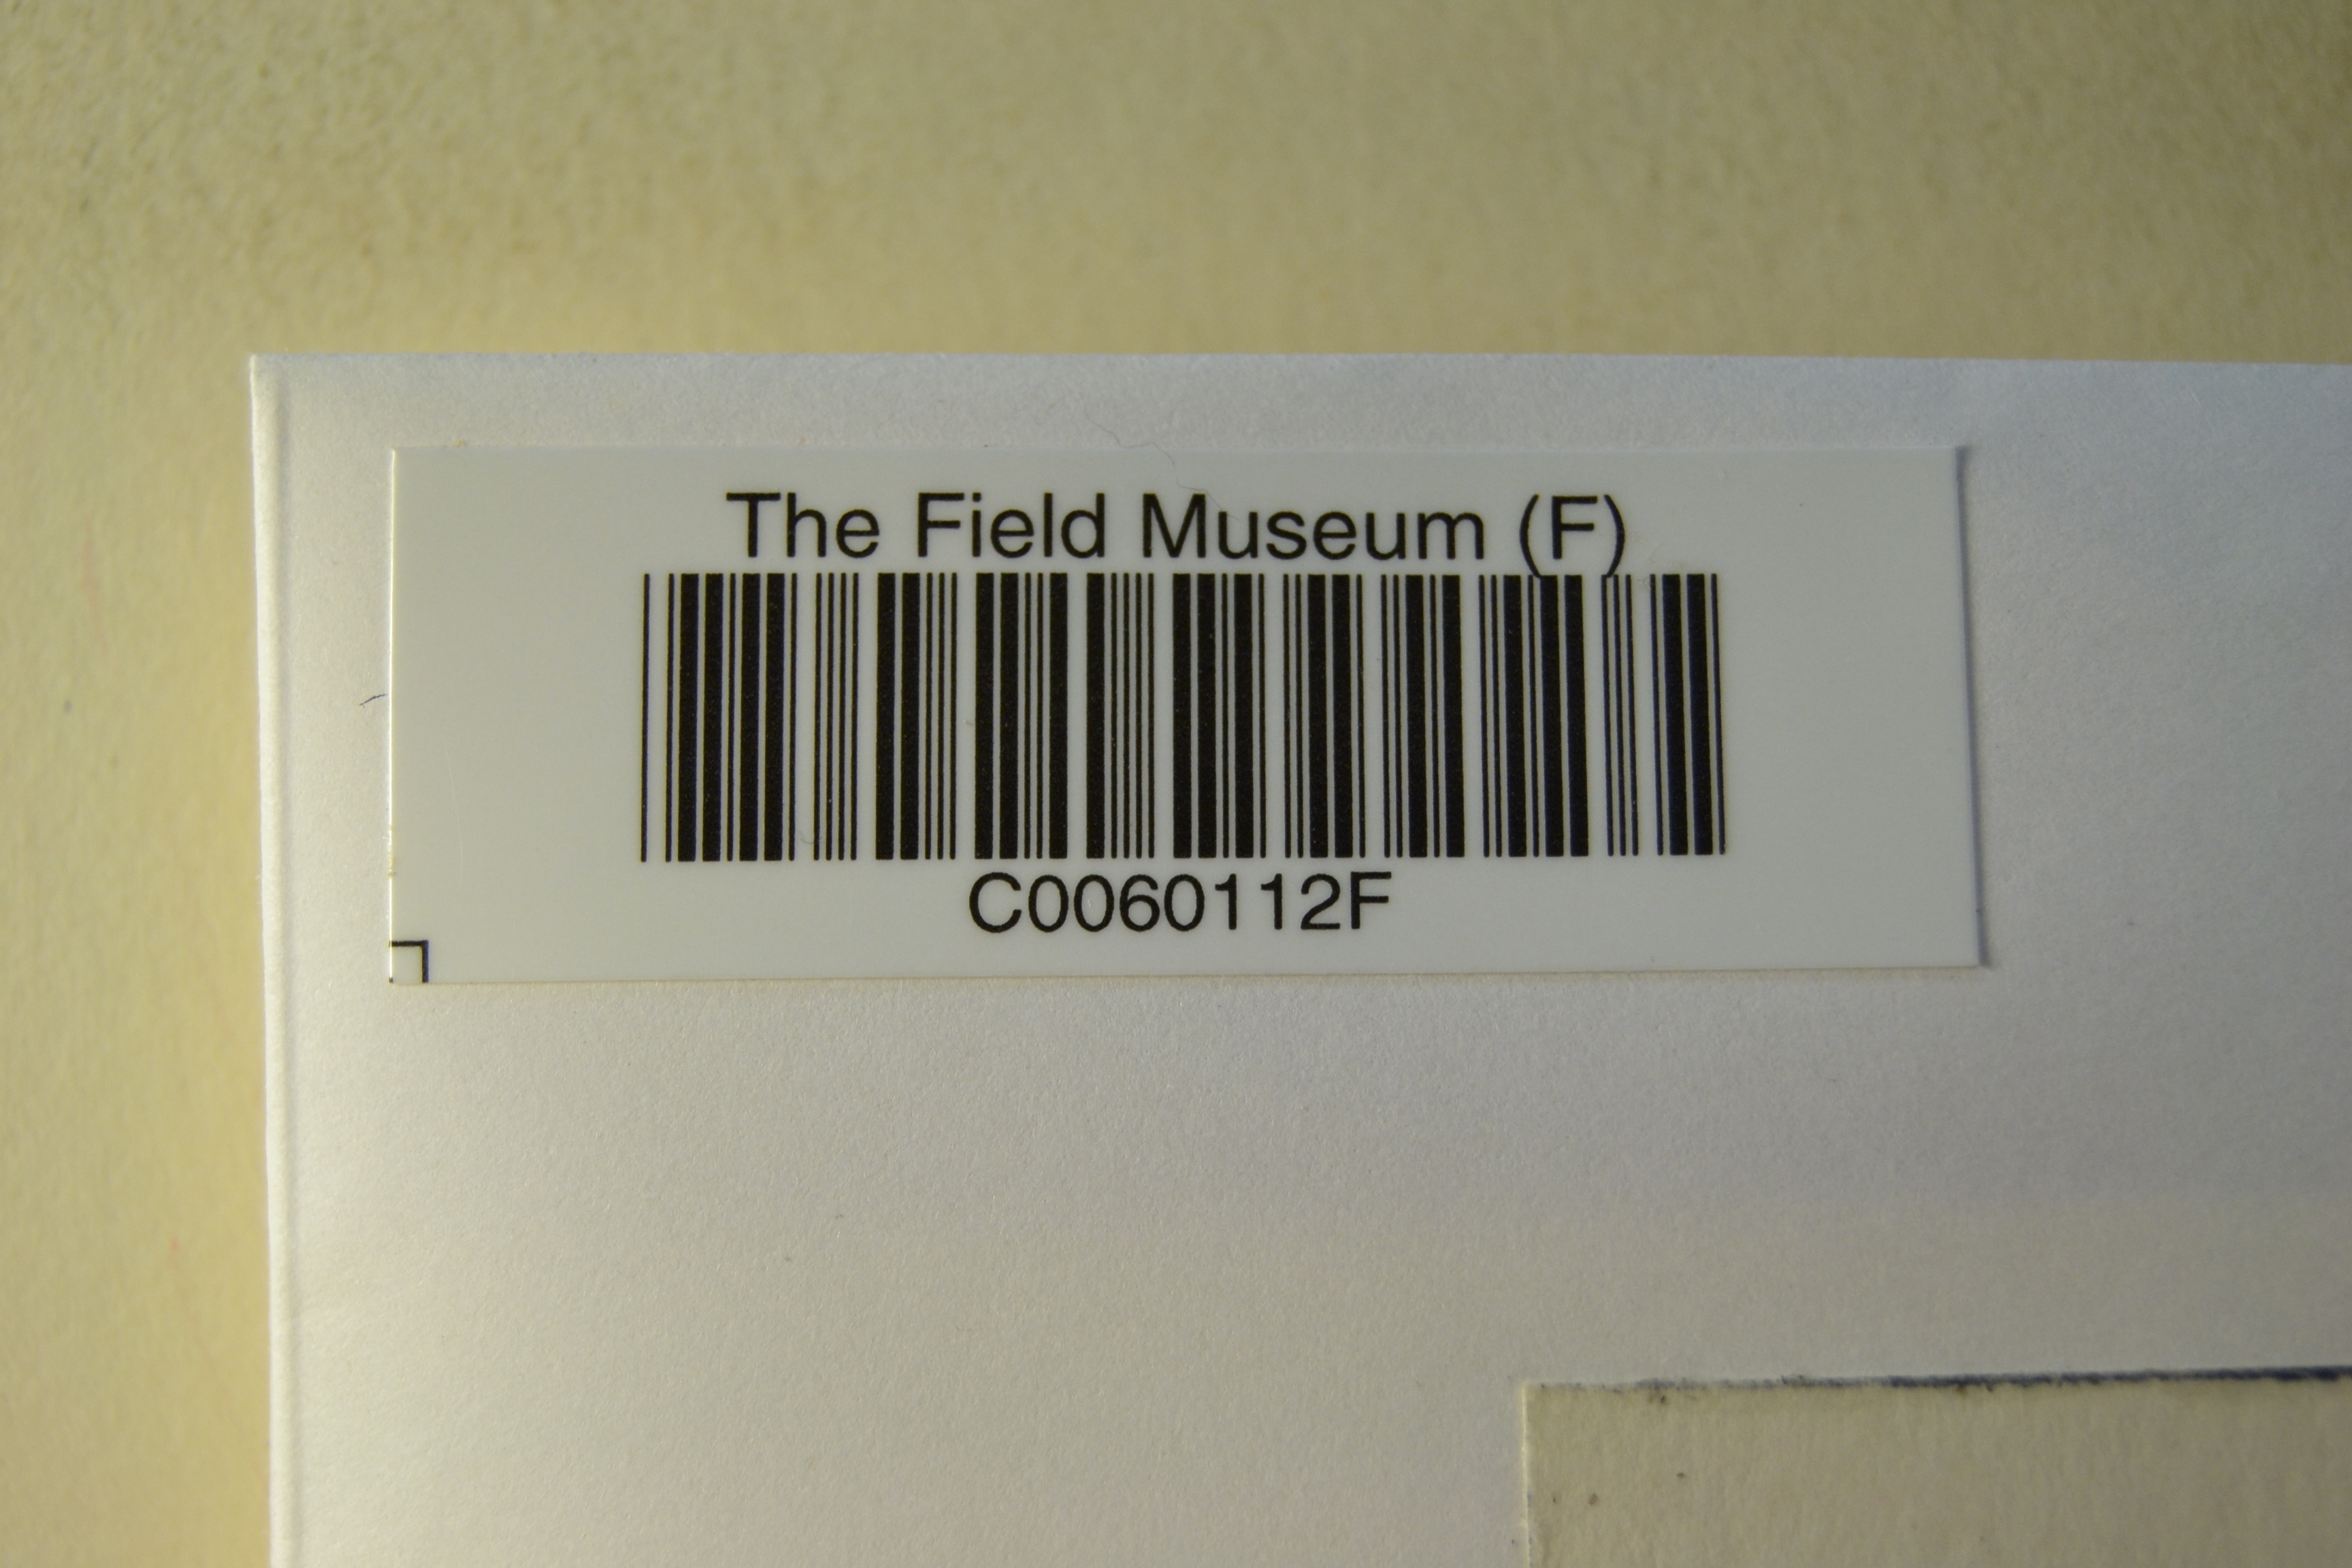 The Field Museum (F)
C0060112F